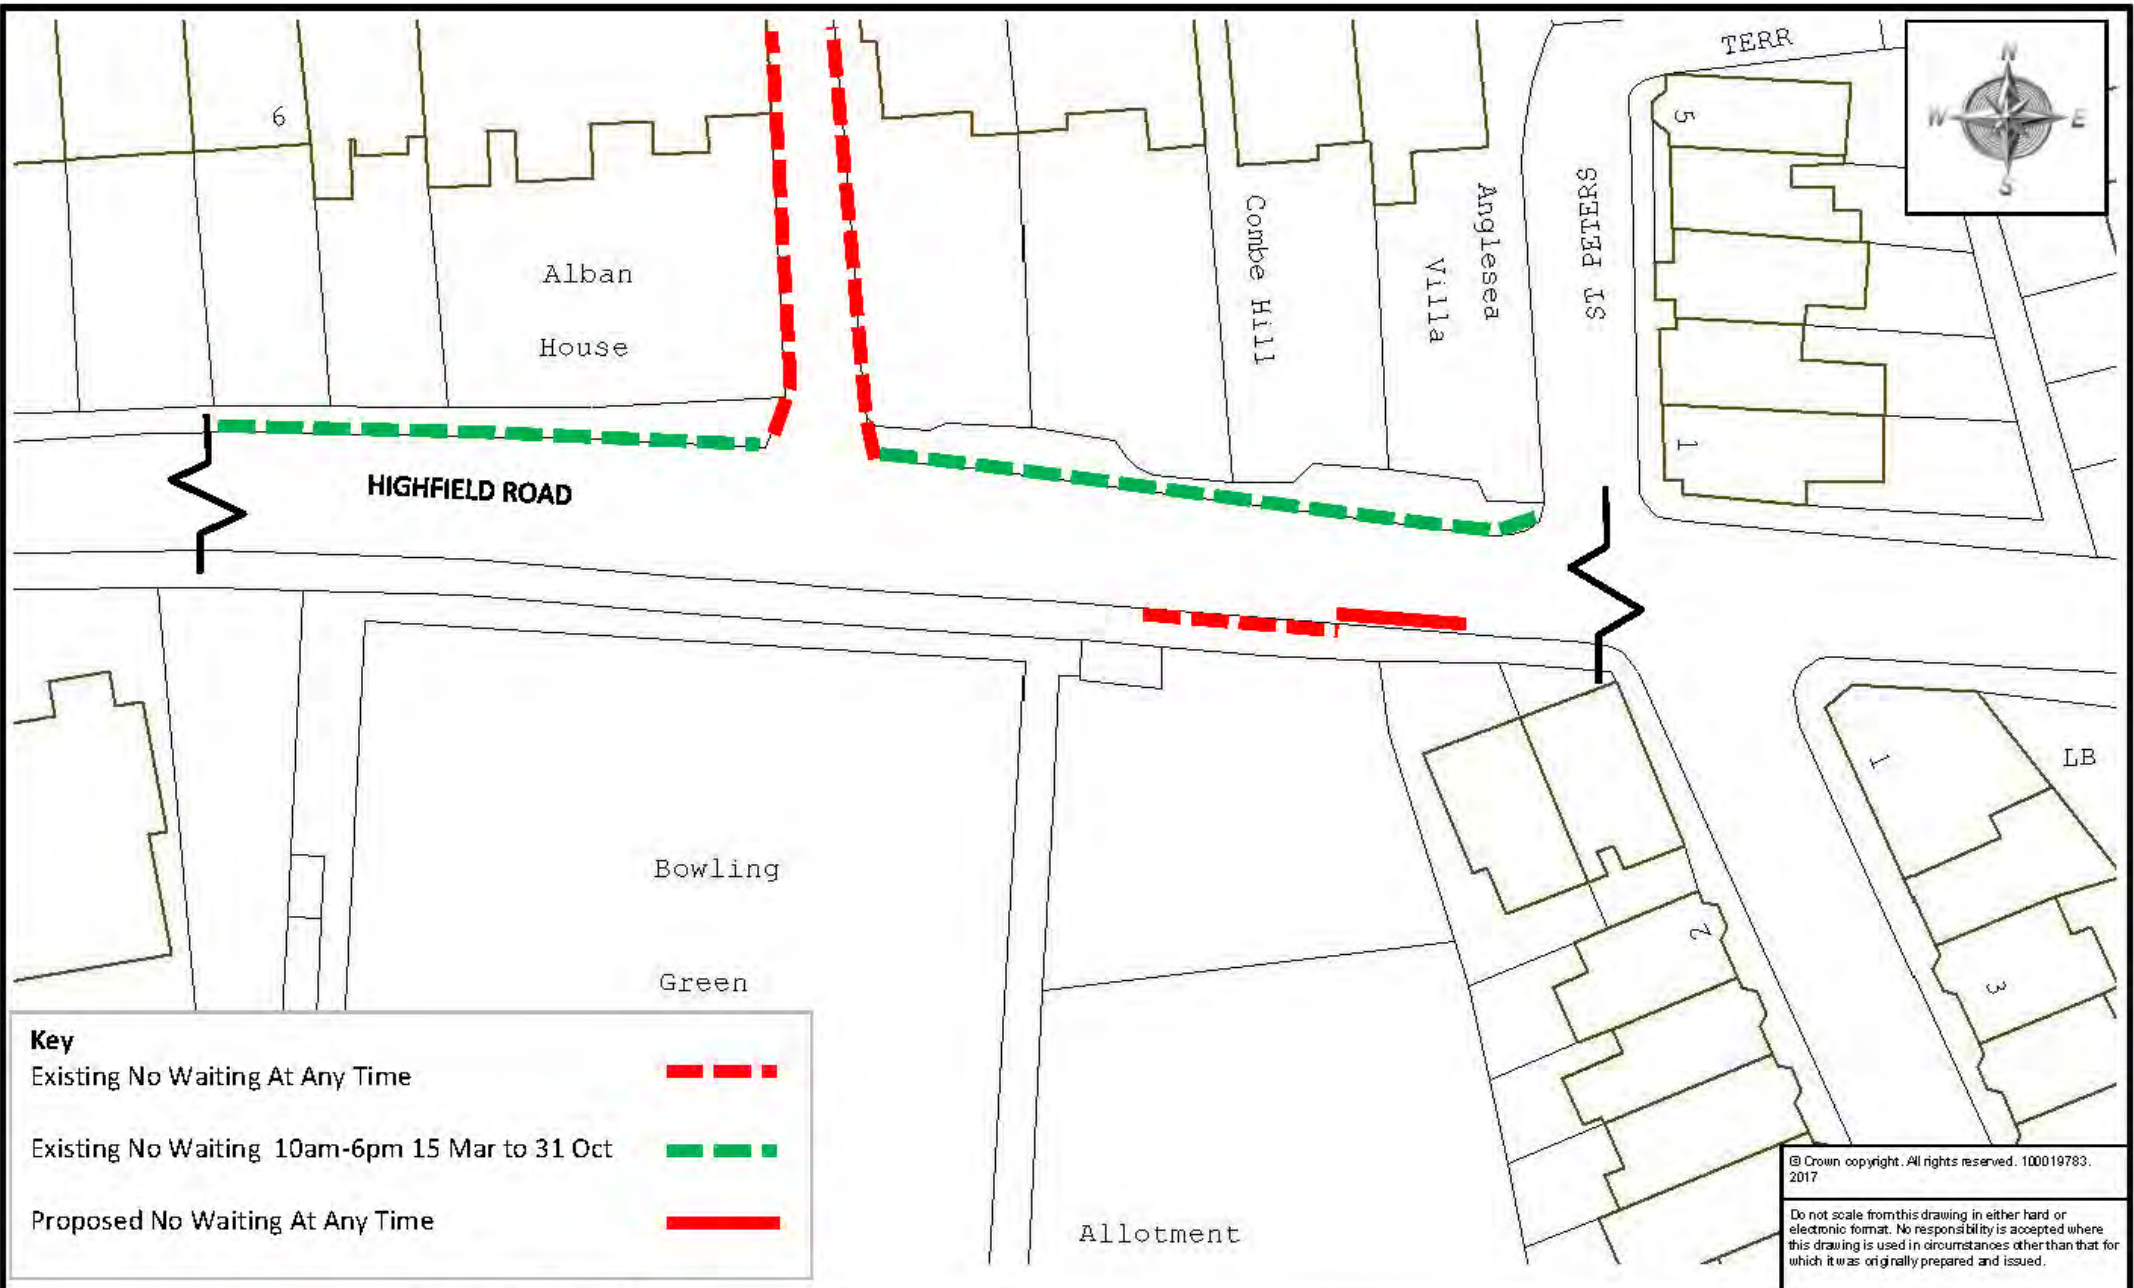 TERR
N
W E
S
6
5
Alban
House
Combe Hill
Anglesea
Villa
ST PETERS
1
HIGHFIELD ROAD
1
LB
2
3
Bowling
Green
Allotment
Key
Existing No Waiting At Any Time
Existing No Waiting 10am-6pm 15 Mar to 31 Oct
Proposed No Waiting At Any Time
© Crown copyright. All rights reserved. 100019783.
2017
Do not scale from this drawing in either hard or
electronic format. No responsibility is accepted where
this drawing is used in circumstances other than that for
which it was originally prepared and issued.